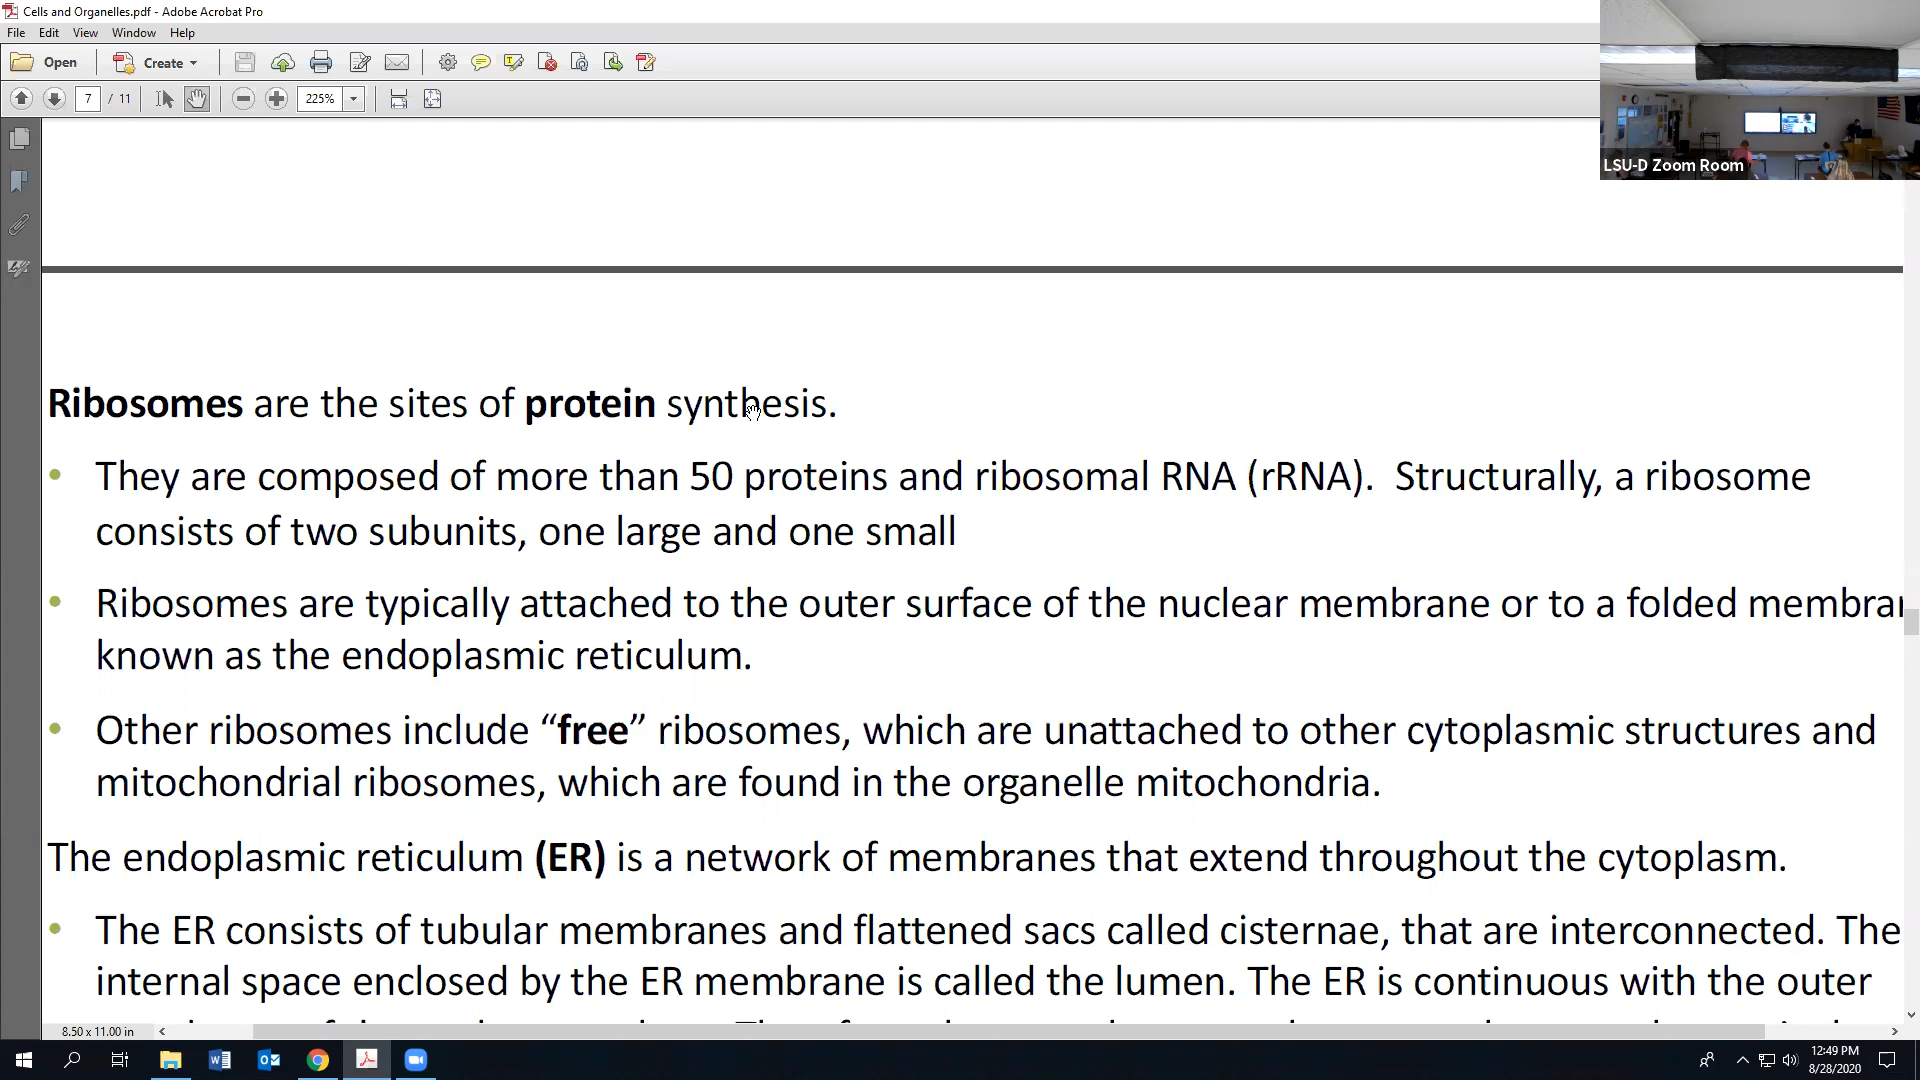 Cells and Organelles.pdf - Adobe Acrobat Pro
File Edit View Window Help
Open Create
7 / 11 225%
LSU-D Zoom Room
Ribosomes are the sites of protein synthesis.
• They are composed of more than 50 proteins and ribosomal RNA (rRNA). Structurally, a ribosome
consists of two subunits, one large and one small
• Ribosomes are typically attached to the outer surface of the nuclear membrane or to a folded membran
known as the endoplasmic reticulum.
• Other ribosomes include “free” ribosomes, which are unattached to other cytoplasmic structures and
mitochondrial ribosomes, which are found in the organelle mitochondria.
The endoplasmic reticulum (ER) is a network of membranes that extend throughout the cytoplasm.
• The ER consists of tubular membranes and flattened sacs called cisternae, that are interconnected. The
internal space enclosed by the ER membrane is called the lumen. The ER is continuous with the outer
8.50 x 11.00 in
12:49 PM
8/28/2020